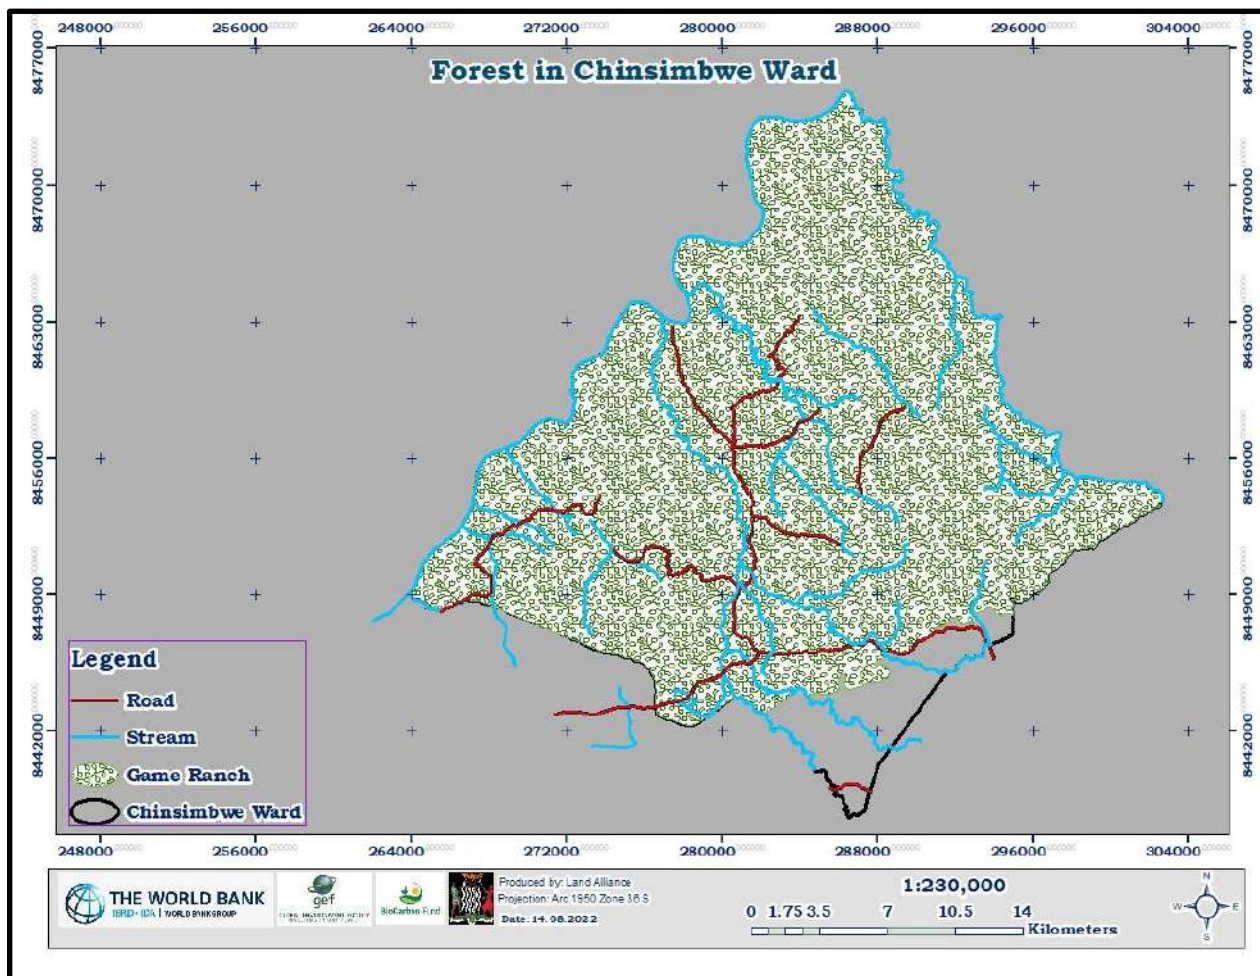 248000 256000 264000 272000 280000 288000 296000 304000
Forest in Chinsimbwe Ward
8477000
8470000
8463000
8456000
8449000
8442000
8477000
8470000
8463000
8456000
8449000
8442000
Legend
Road
Stream
Game Ranch
Chinsimbwe Ward
248000 256000 264000 272000 280000 288000 296000 304000
THE WORLD BANK
IBRD • IDA | WORLD BANK GROUP
gef
BioCarbon Fund
Produced by: Land Alliance
Projection: Arc 1950 Zone 36 S
Date: 14.08.2022
1:230,000
0 1.75 3.5 7 10.5 14
Kilometers
N
W E
S